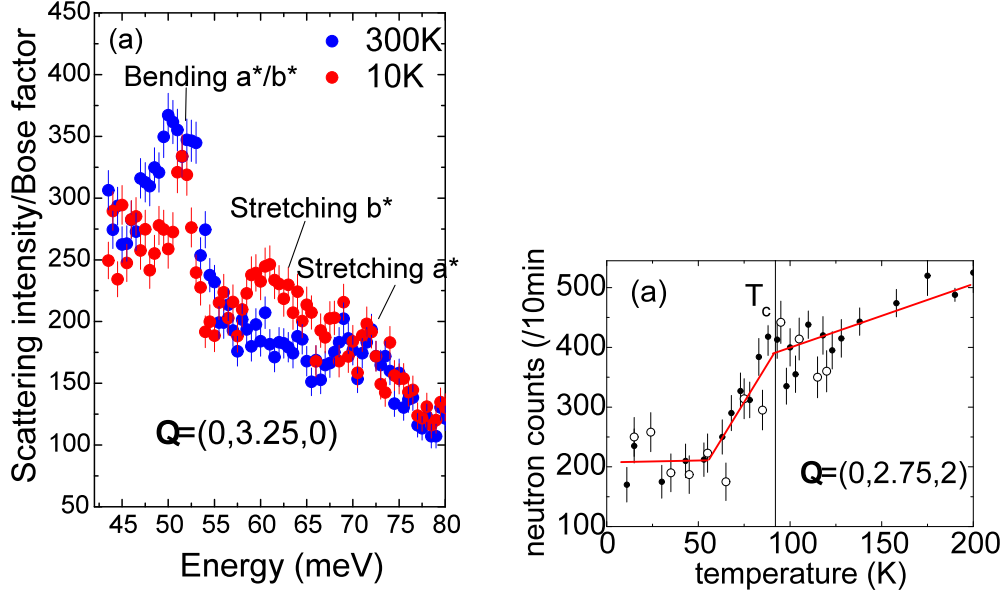 450
400
350
300
250
200
150
100
50
Scattering intensity/Bose factor
(a)
300K
10K
Bending a*/b*
Stretching b*
Stretching a*
Q=(0,3.25,0)
45 50 55 60 65 70 75 80
Energy (meV)
500
400
300
200
100
neutron counts (/10min
(a)
Tc
Q=(0,2.75,2)
0 50 100 150 200
temperature (K)